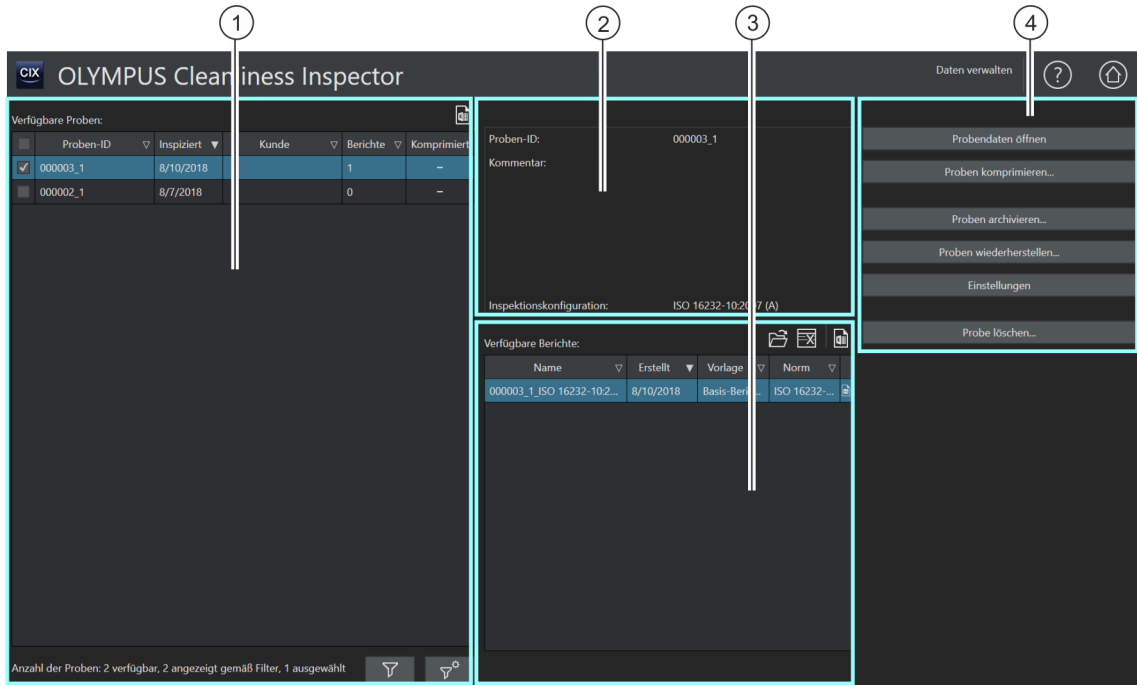 1 2 3 4
CIX OLYMPUS Cleanliness Inspector
Daten verwalten ?
Verfügbare Proben:
Proben-ID Inspiziert Kunde Berichte Komprimiert
000003_1 8/10/2018 1 –
000002_1 8/7/2018 0 –
Anzahl der Proben: 2 verfügbar, 2 angezeigt gemäß Filter, 1 ausgewählt
Proben-ID: 000003_1
Kommentar:
Inspektionskonfiguration: ISO 16232-10:2007 (A)
Verfügbare Berichte:
Name Erstellt Vorlage Norm
000003_1_ISO 16232-10:2... 8/10/2018 Basis-Beri... ISO 16232-...
Probendaten öffnen
Proben komprimieren...
Proben archivieren...
Proben wiederherstellen...
Einstellungen
Probe löschen...